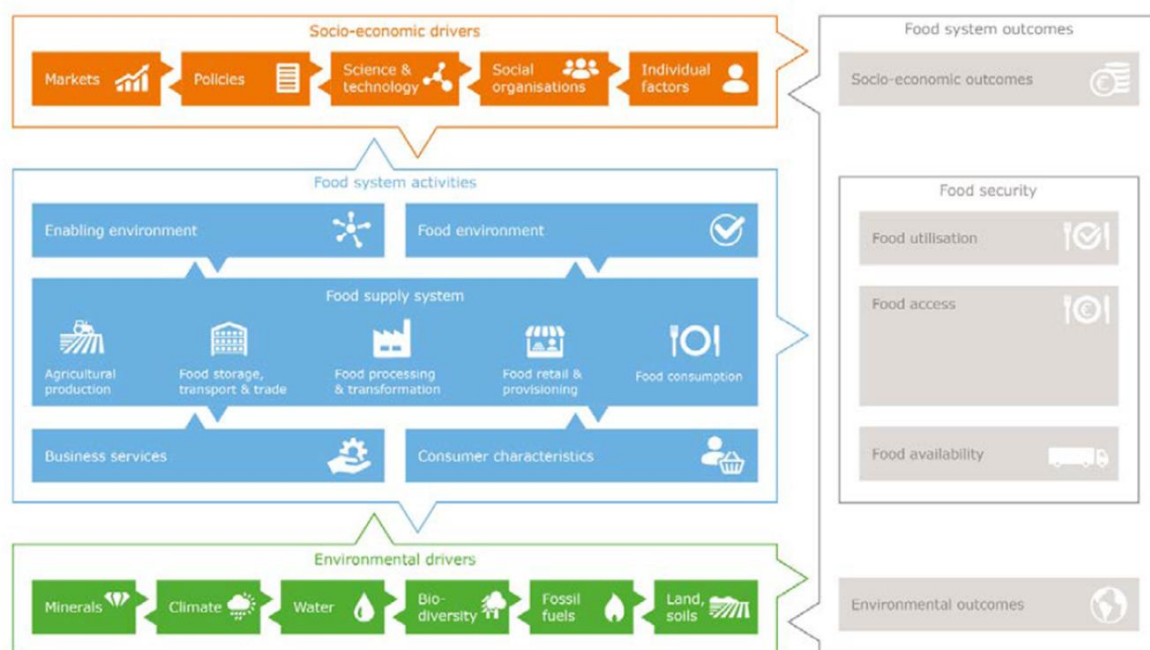 Socio-economic drivers
Markets
Policies
Science &
technology
Social
organisations
Individual
factors
Food system activities
Enabling environment
Food environment
Food supply system
Agricultural
production
Food storage,
transport & trade
Food processing
& transformation
Food retail &
provisioning
Food consumption
Business services
Consumer characteristics
Environmental drivers
Minerals
Climate
Water
Bio-
diversity
Fossil
fuels
Land,
soils
Food system outcomes
Socio-economic outcomes
Food security
Food utilisation
Food access
Food availability
Environmental outcomes